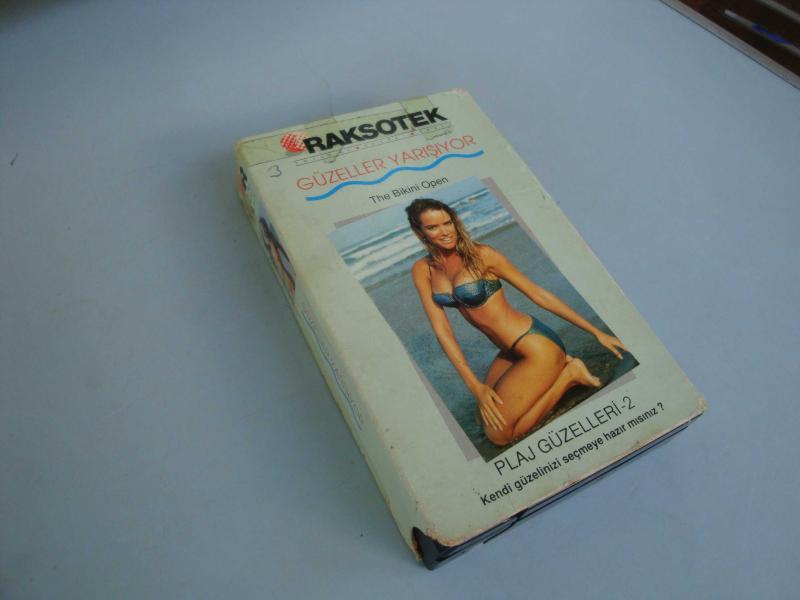 RAKSOTEK
3
GÜZELLER YARIŞIYOR
The Bikini Open
PLAJ GÜZELLERİ-2
Kendi güzelinizi seçmeye hazır mısınız ?